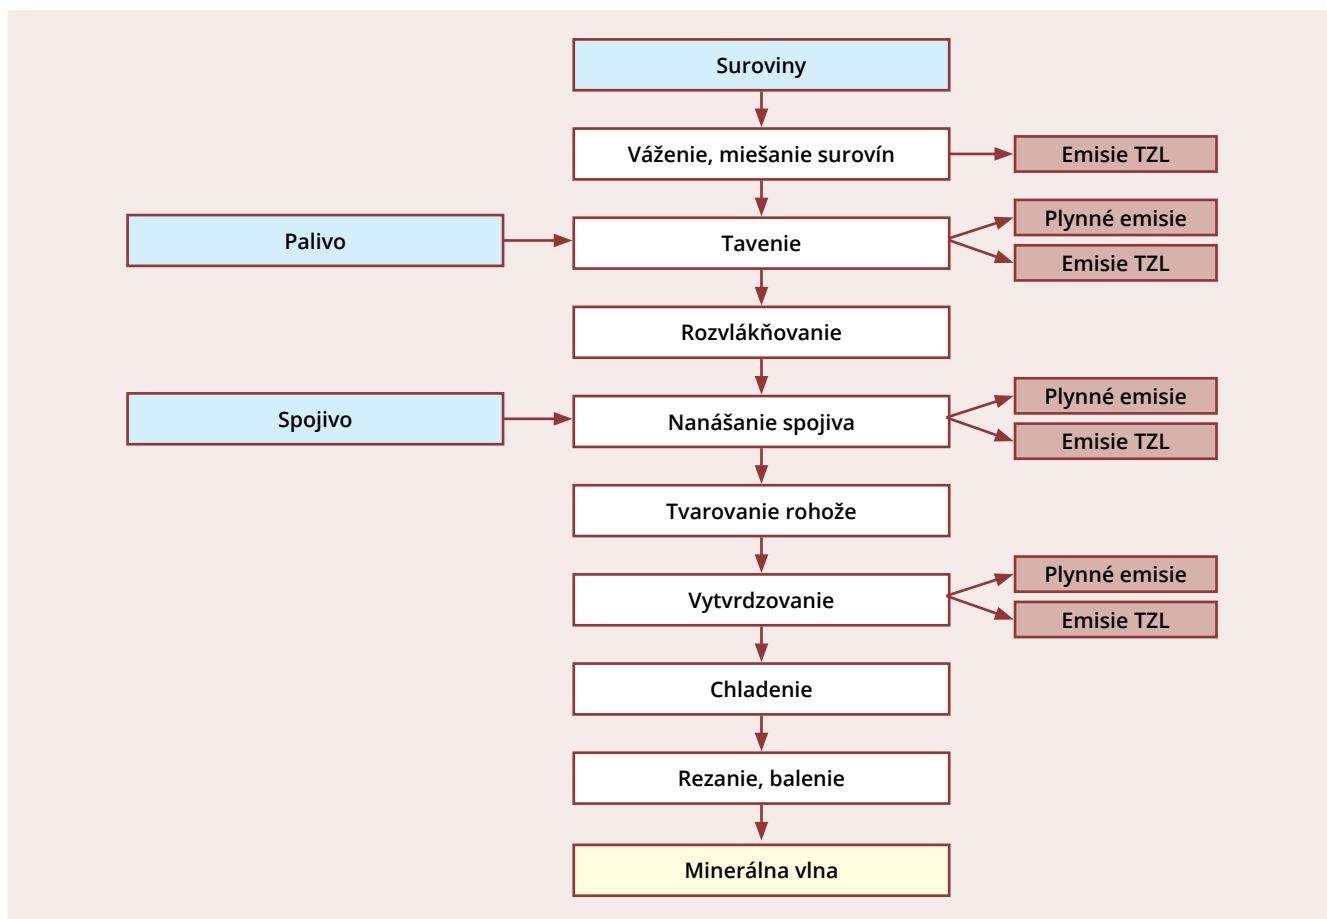 Suroviny
Váženie, miešanie surovín
Emisie TZL
Plynné emisie
Palivo
Tavenie
Emisie TZL
Rozvlákňovanie
Plynné emisie
Spojivo
Nanášanie spojiva
Emisie TZL
Tvarovanie rohože
Plynné emisie
Vytvrdzovanie
Emisie TZL
Chladenie
Rezanie, balenie
Minerálna vlna